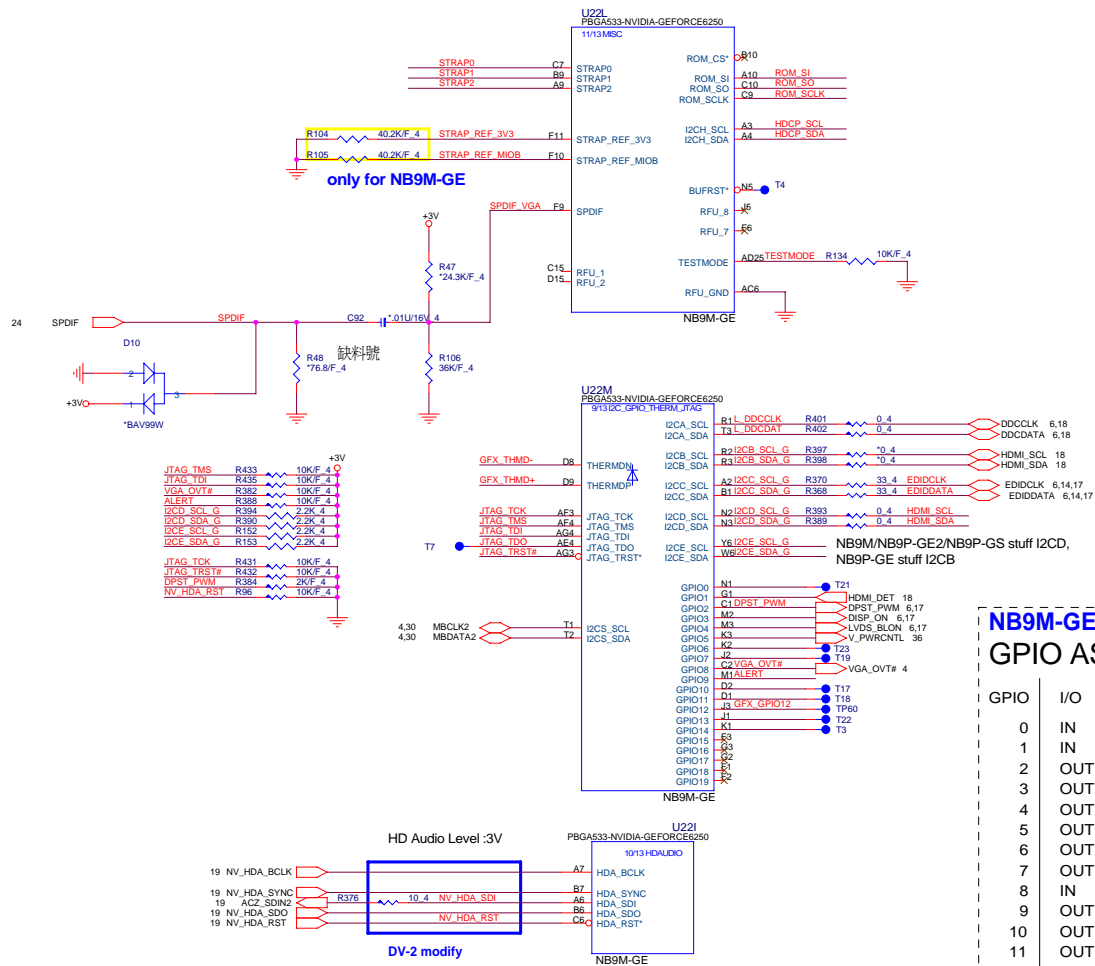 U22L
PBGA533-NVIDIA-GEFORCE6250
11/13 MISC
STRAP0 C7 STRAP0
STRAP1 B9 STRAP1
STRAP2 A9 STRAP2
ROM_CS* B10
ROM_SI A10 ROM_SI
ROM_SO C10 ROM_SO
ROM_SCLK C9 ROM_SCLK
I2CH_SCL A3 HDCP_SCL
I2CH_SDA A4 HDCP_SDA
R104 40.2K/F_4 STRAP_REF_3V3 F11 STRAP_REF_3V3
R105 40.2K/F_4 STRAP_REF_MIOB F10 STRAP_REF_MIOB
only for NB9M-GE
BUFRST* N5 T4
SPDIF_VGA F9 SPDIF
RFU_8 J5
RFU_7 E6
+3V
R47
*24.3K/F_4
C15 RFU_1
D15 RFU_2
TESTMODE AD25 TESTMODE R134 10K/F_4
RFU_GND AC6
NB9M-GE
24 SPDIF SPDIF C92 *.01U/16V_4
D10
2
3
+3V 1
*BAV99W
R48
*76.8/F_4
缺料號
R106
36K/F_4
U22M
PBGA533-NVIDIA-GEFORCE6250
9/13 I2C_GPIO_THERM_JTAG
I2CA_SCL R1 L_DDCCLK R401 0_4 DDCCLK 6,18
I2CA_SDA T3 L_DDCDAT R402 0_4 DDCDATA 6,18
I2CB_SCL R2 I2CB_SCL_G R397 *0_4 HDMI_SCL 18
I2CB_SDA R3 I2CB_SDA_G R398 *0_4 HDMI_SDA 18
I2CC_SCL A2 I2CC_SCL_G R370 33_4 EDIDCLK EDIDCLK 6,14,17
I2CC_SDA B1 I2CC_SDA_G R368 33_4 EDIDDATA EDIDDATA 6,14,17
I2CD_SCL N2 I2CD_SCL_G R393 0_4 HDMI_SCL
I2CD_SDA N3 I2CD_SDA_G R389 0_4 HDMI_SDA
I2CE_SCL Y6 I2CE_SCL_G
I2CE_SDA W6 I2CE_SDA_G
NB9M/NB9P-GE2/NB9P-GS stuff I2CD,
NB9P-GE stuff I2CB
GFX_THMD- D8 THERMDN
GFX_THMD+ D9 THERMDP
JTAG_TCK AF3 JTAG_TCK
JTAG_TMS AF4 JTAG_TMS
JTAG_TDI AG4 JTAG_TDI
T7 JTAG_TDO AE4 JTAG_TDO
JTAG_TRST# AG3 JTAG_TRST*
+3V
JTAG_TMS R433 10K/F_4
JTAG_TDI R435 10K/F_4
VGA_OVT# R382 10K/F_4
ALERT R388 10K/F_4
I2CD_SCL_G R394 2.2K_4
I2CD_SDA_G R390 2.2K_4
I2CE_SCL_G R152 2.2K_4
I2CE_SDA_G R153 2.2K_4
JTAG_TCK R431 10K/F_4
JTAG_TRST# R432 10K/F_4
DPST_PWM R384 2K/F_4
NV_HDA_RST R96 10K/F_4
4,30 MBCLK2 T1 I2CS_SCL
4,30 MBDATA2 T2 I2CS_SDA
GPIO0 N1 T21
GPIO1 G1 HDMI_DET 18
GPIO2 C1 DPST_PWM DPST_PWM 6,17
GPIO3 M2 DISP_ON 6,17
GPIO4 M3 LVDS_BLON 6,17
GPIO5 K3 V_PWRCNTL 36
GPIO6 K2 T23
GPIO7 J2 T19
GPIO8 C2 VGA_OVT# VGA_OVT# 4
GPIO9 M1 ALERT
GPIO10 D2 T17
GPIO11 D1 T18
GPIO12 J3 GFX_GPIO12 TP60
GPIO13 J1 T22
GPIO14 K1 T3
GPIO15 E3
GPIO16 G3
GPIO17 G2
GPIO18 F1
GPIO19 F2
NB9M-GE
NB9M-GE
GPIO AS
GPIO I/O
0 IN
1 IN
2 OUT
3 OUT
4 OUT
5 OUT
6 OUT
7 OUT
8 IN
9 OUT
10 OUT
11 OUT
HD Audio Level :3V
U22I
PBGA533-NVIDIA-GEFORCE6250
10/13 HDAUDIO
19 NV_HDA_BCLK A7 HDA_BCLK
19 NV_HDA_SYNC B7 HDA_SYNC
19 ACZ_SDIN2 R376 10_4 NV_HDA_SDI A6 HDA_SDI
19 NV_HDA_SDO B6 HDA_SDO
19 NV_HDA_RST NV_HDA_RST C6 HDA_RST*
DV-2 modify
NB9M-GE